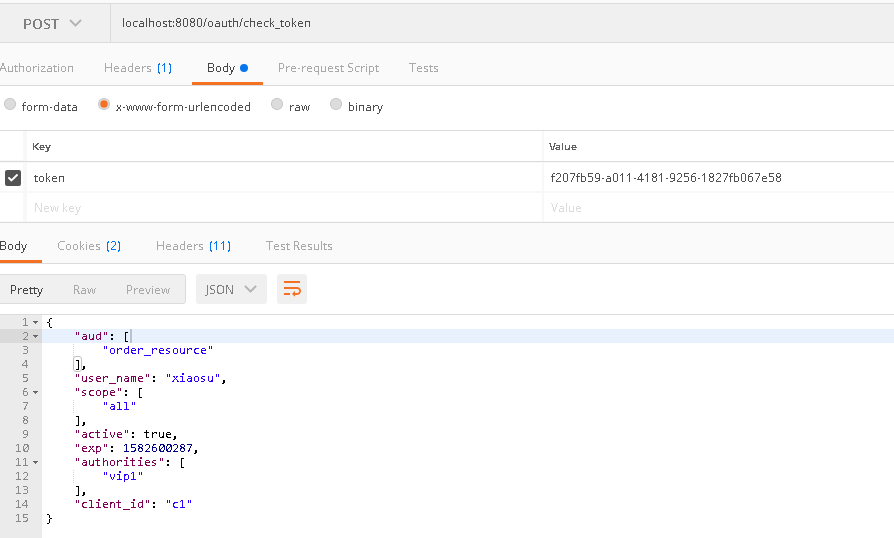 POST localhost:8080/oauth/check_token
Authorization Headers (1) Body Pre-request Script Tests
form-data x-www-form-urlencoded raw binary
Key Value
token f207fb59-a011-4181-9256-1827fb067e58
New key Value
Body Cookies (2) Headers (11) Test Results
Pretty Raw Preview JSON
1 {
2 "aud": [
3 "order_resource"
4 ],
5 "user_name": "xiaosu",
6 "scope": [
7 "all"
8 ],
9 "active": true,
10 "exp": 1582600287,
11 "authorities": [
12 "vip1"
13 ],
14 "client_id": "c1"
15 }